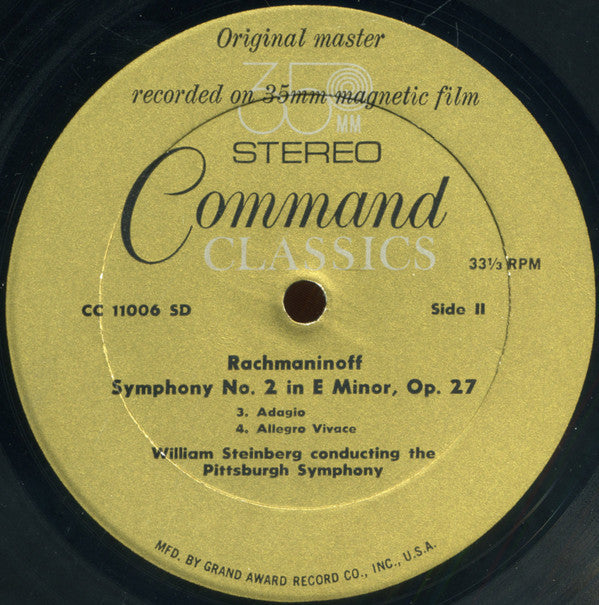 Original master
35
recorded on 35mm magnetic film
MM
STEREO
Command
CLASSICS
33⅓ RPM
CC 11006 SD
Side II
Rachmaninoff
Symphony No. 2 in E Minor, Op. 27
3. Adagio
4. Allegro Vivace
William Steinberg conducting the
Pittsburgh Symphony
MFD. BY GRAND AWARD RECORD CO., INC., U.S.A.